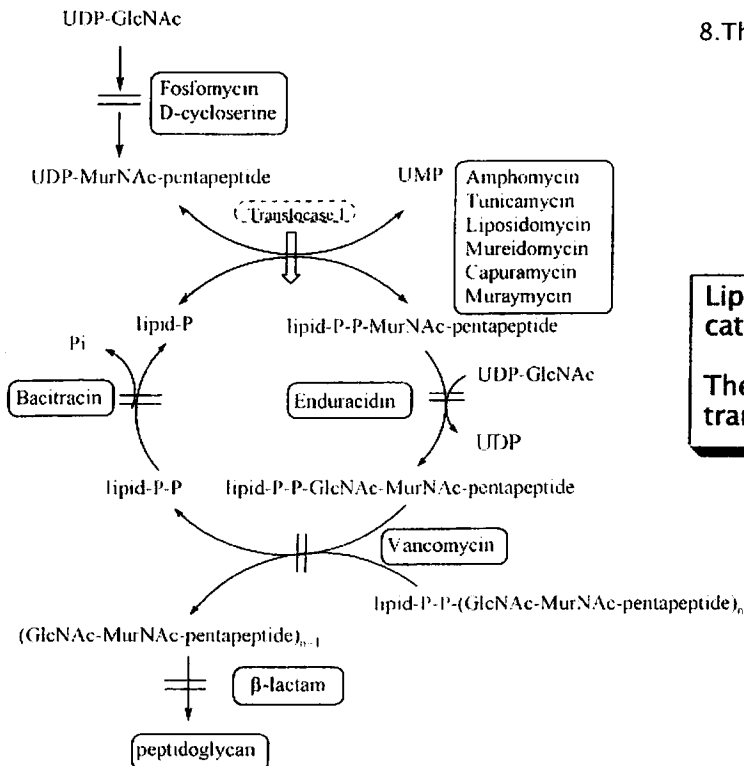 UDP-GlcNAc
8.Th
Fosfomycin
D-cycloserine
UDP-MurNAc-pentapeptide
UMP
Amphomycin
Tunicamycin
Liposidomycin
Mureidomycin
Capuramycin
Muraymycin
Translocase I
lipid-P
lipid-P-P-MurNAc-pentapeptide
Lip
cat
The
tran
Pi
Bacitracin
Enduracidin
UDP-GlcNAc
UDP
lipid-P-P
lipid-P-P-GlcNAc-MurNAc-pentapeptide
Vancomycin
lipid-P-P-(GlcNAc-MurNAc-pentapeptide)n
(GlcNAc-MurNAc-pentapeptide)n-1
β-lactam
peptidoglycan